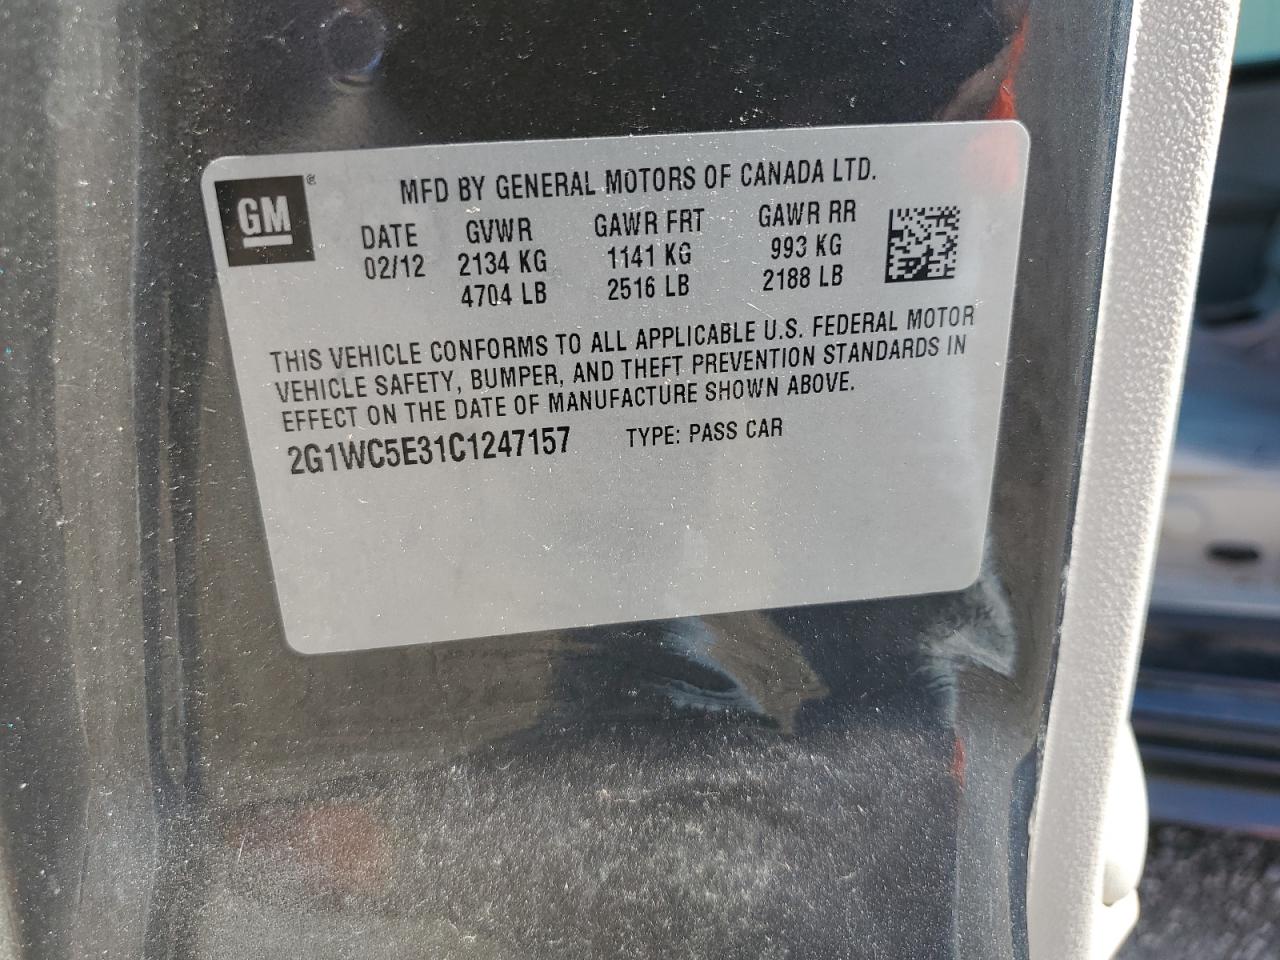 GM®
MFD BY GENERAL MOTORS OF CANADA LTD.
DATE GVWR GAWR FRT GAWR RR
02/12 2134 KG 1141 KG 993 KG
4704 LB 2516 LB 2188 LB
THIS VEHICLE CONFORMS TO ALL APPLICABLE U.S. FEDERAL MOTOR
VEHICLE SAFETY, BUMPER, AND THEFT PREVENTION STANDARDS IN
EFFECT ON THE DATE OF MANUFACTURE SHOWN ABOVE.
2G1WC5E31C1247157 TYPE: PASS CAR